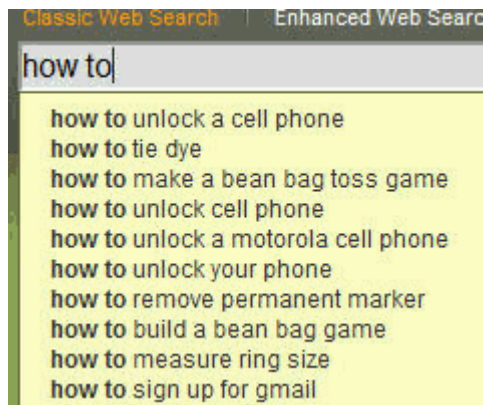 Classic Web Search | Enhanced Web Searc
how to
how to unlock a cell phone
how to tie dye
how to make a bean bag toss game
how to unlock cell phone
how to unlock a motorola cell phone
how to unlock your phone
how to remove permanent marker
how to build a bean bag game
how to measure ring size
how to sign up for gmail